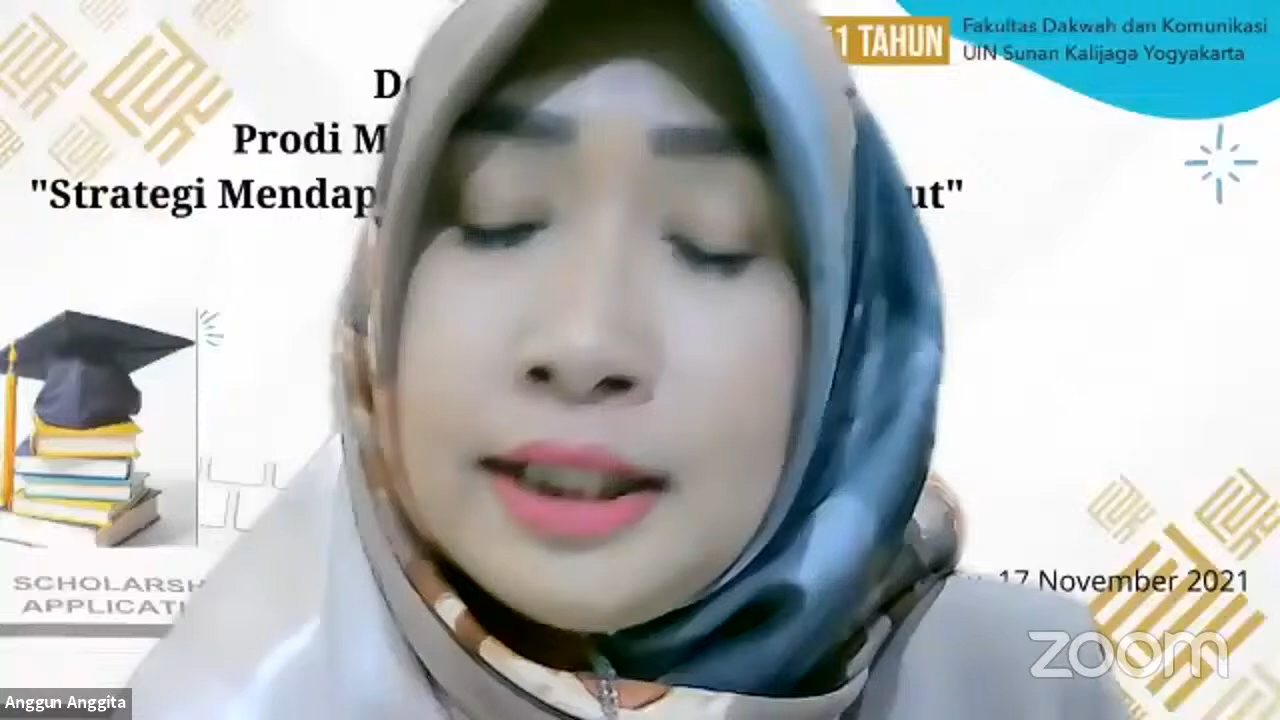 1 TAHUN
Fakultas Dakwah dan Komunikasi
UIN Sunan Kalijaga Yogyakarta
Prodi
"Strategi
ut"
SCHOLARSH
APPLICATI
17 November 2021
zoom
Anggun Anggita